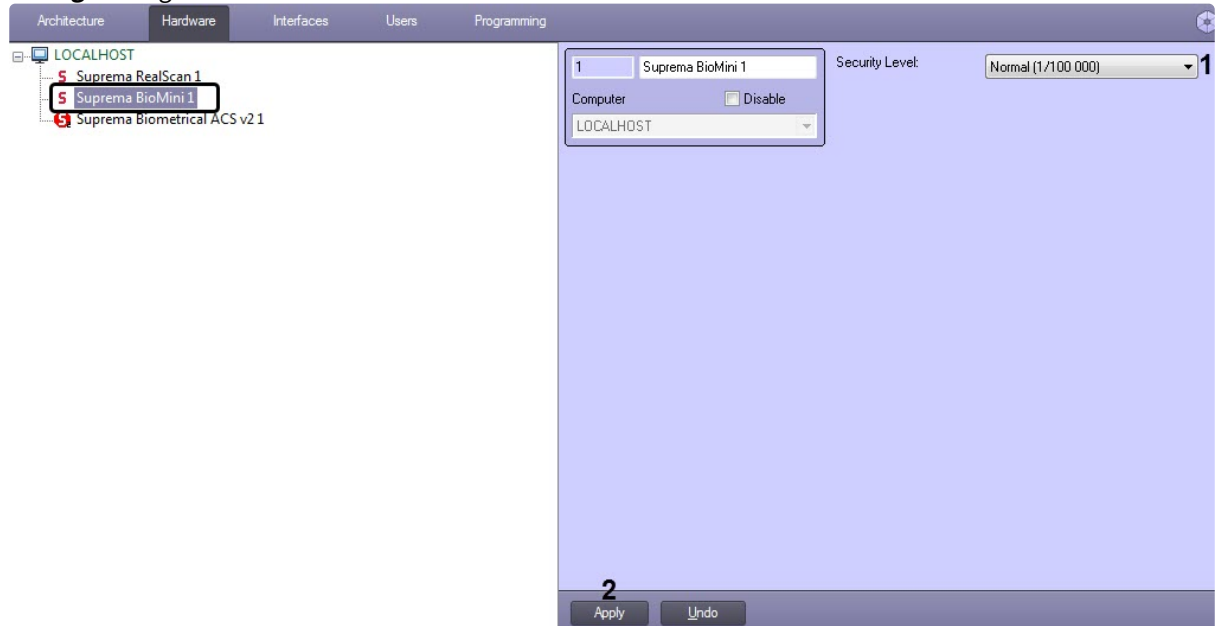 Architecture Hardware Interfaces Users Programming
LOCALHOST
S Suprema RealScan 1
S Suprema BioMini 1
S Suprema Biometrical ACS v2 1
1 Suprema BioMini 1
Computer Disable
LOCALHOST
Security Level: Normal (1/100 000) 1
2
Apply Undo